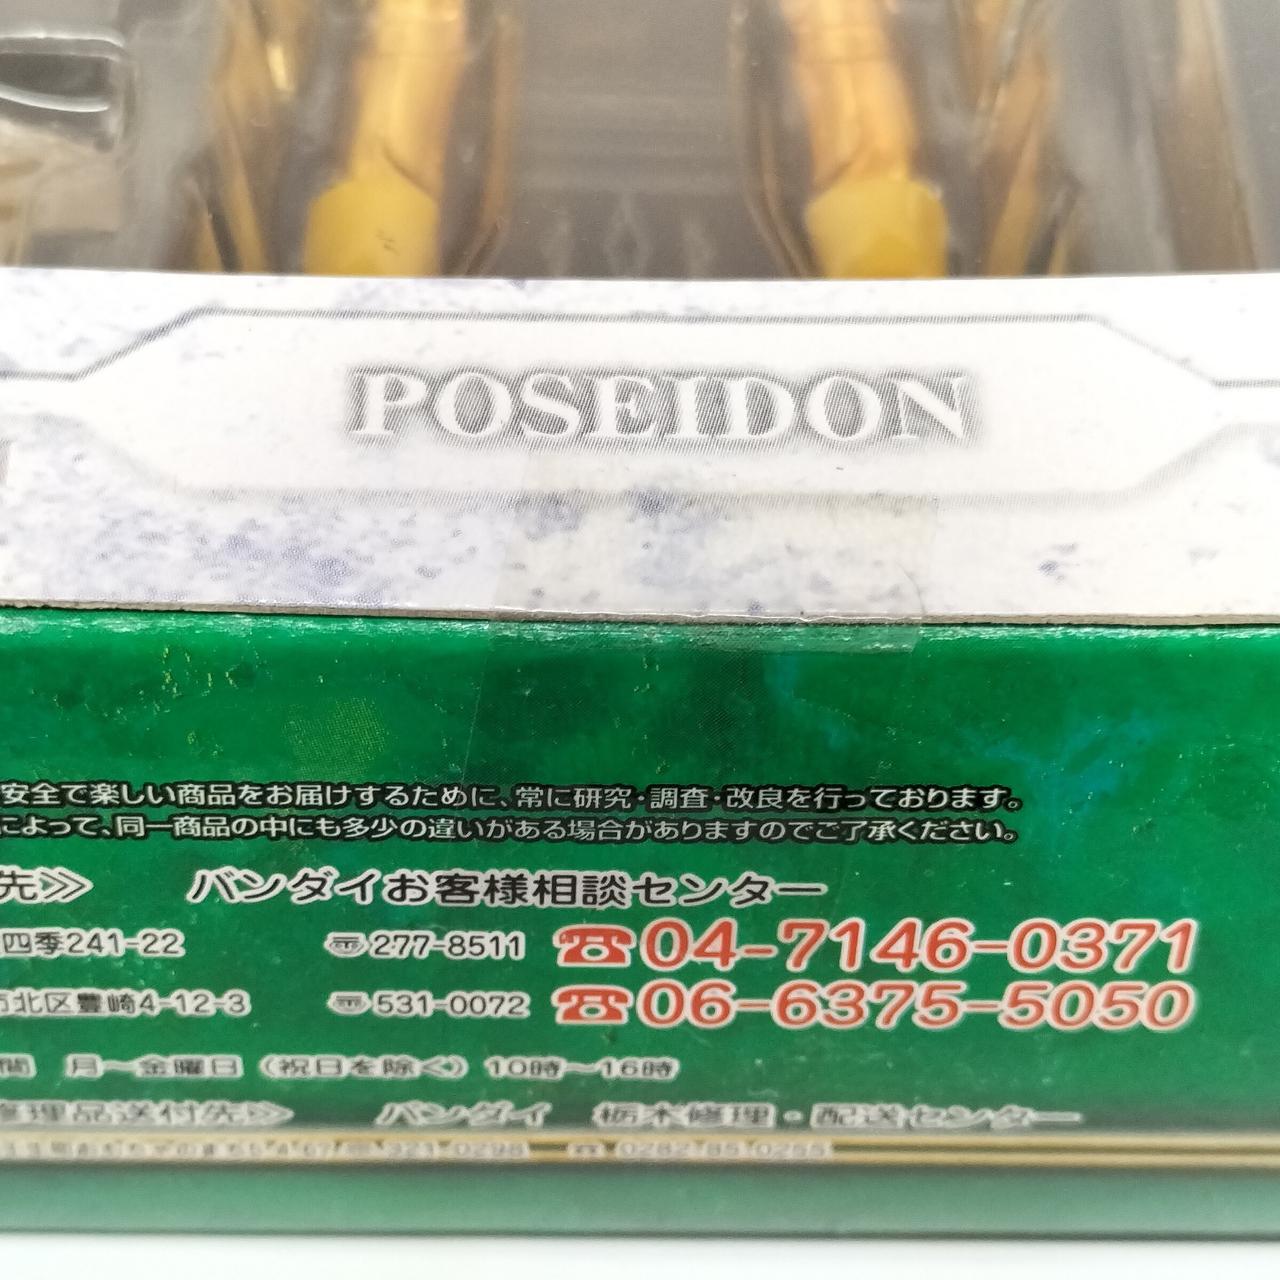 POSEIDON
安全で楽しい商品をお届けするために、常に研究・調査・改良を行っております。
によって、同一商品の中にも多少の違いがある場合がありますのでご了承ください。
先≫ バンダイお客様相談センター
四季241-22 〠277-8511 ☎04-7146-0371
市北区豊崎4-12-3 〠531-0072 ☎06-6375-5050
間 月〜金曜日（祝日を除く）10時〜16時
修理品送付先≫ バンダイ 栃木修理・配送センター
321-0298 ☎0282-85-0255